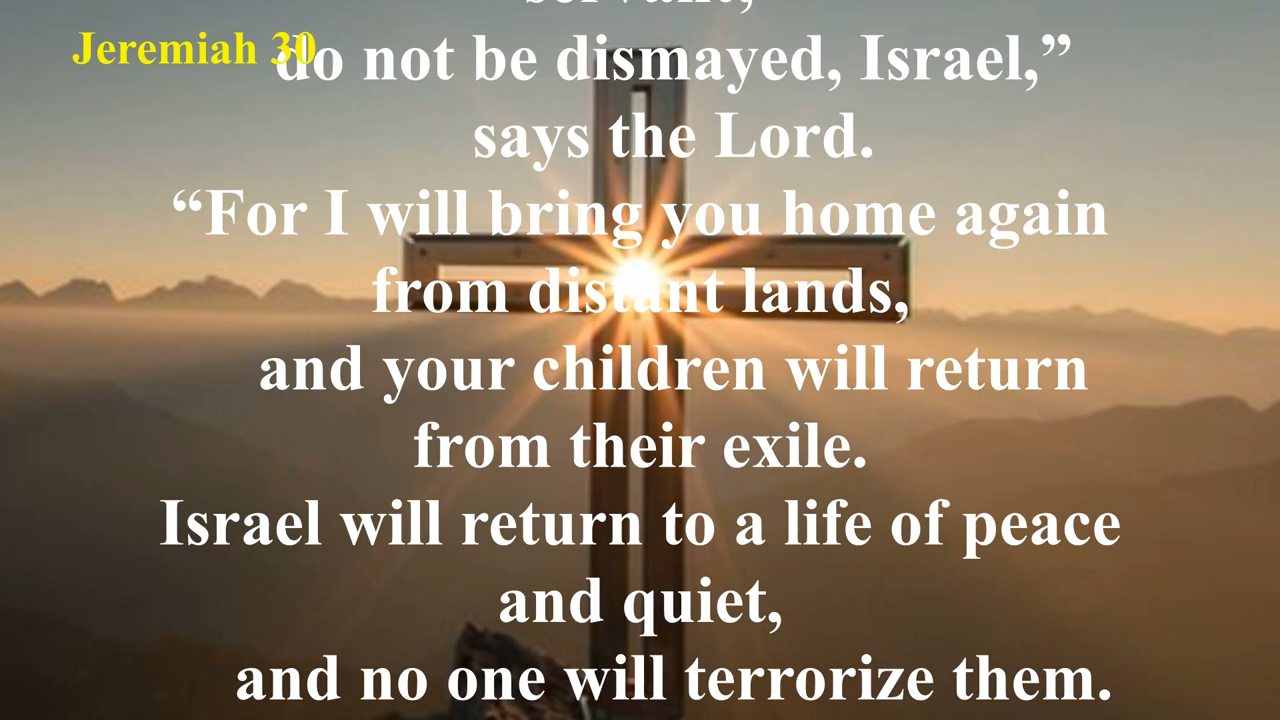 Jeremiah 30
do not be dismayed, Israel,”
says the Lord.
“For I will bring you home again
from distant lands,
and your children will return
from their exile.
Israel will return to a life of peace
and quiet,
and no one will terrorize them.